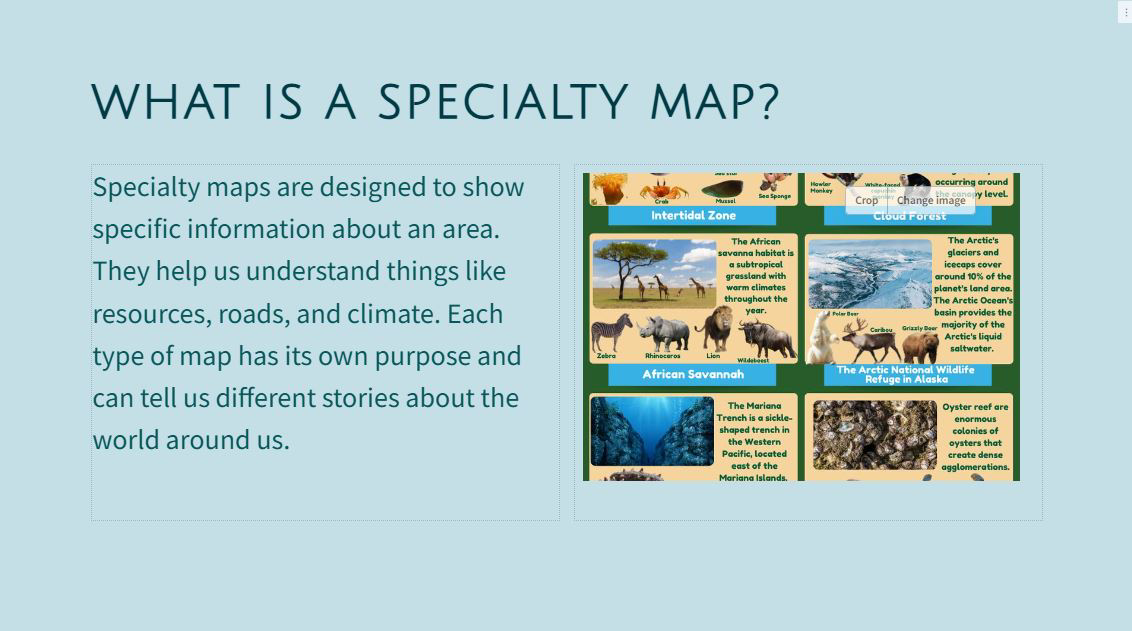 WHAT IS A SPECIALTY MAP?
Specialty maps are designed to show
specific information about an area.
They help us understand things like
resources, roads, and climate. Each
type of map has its own purpose and
can tell us different stories about the
world around us.
Crab
Mussel
Sea Sponge
Intertidal Zone
Howler
Monkey
White-faced
occurring around
the canopy level.
Crop
Change image
Cloud Forest
The African
savanna habitat is
a subtropical
grassland with
warm climates
throughout the
year.
Zebra
Rhinoceros
Lion
Wildebeest
African Savannah
The Arctic's
glaciers and
icecaps cover
around 10% of the
planet's land area.
The Arctic Ocean's
basin provides the
majority of the
Arctic's liquid
saltwater.
Polar Bear
Caribou
Grizzly Bear
The Arctic National Wildlife
Refuge in Alaska
The Mariana
Trench is a sickle-
shaped trench in
the Western
Pacific, located
east of the
Mariana Islands.
Oyster reef are
enormous
colonies of
oysters that
create dense
agglomerations.